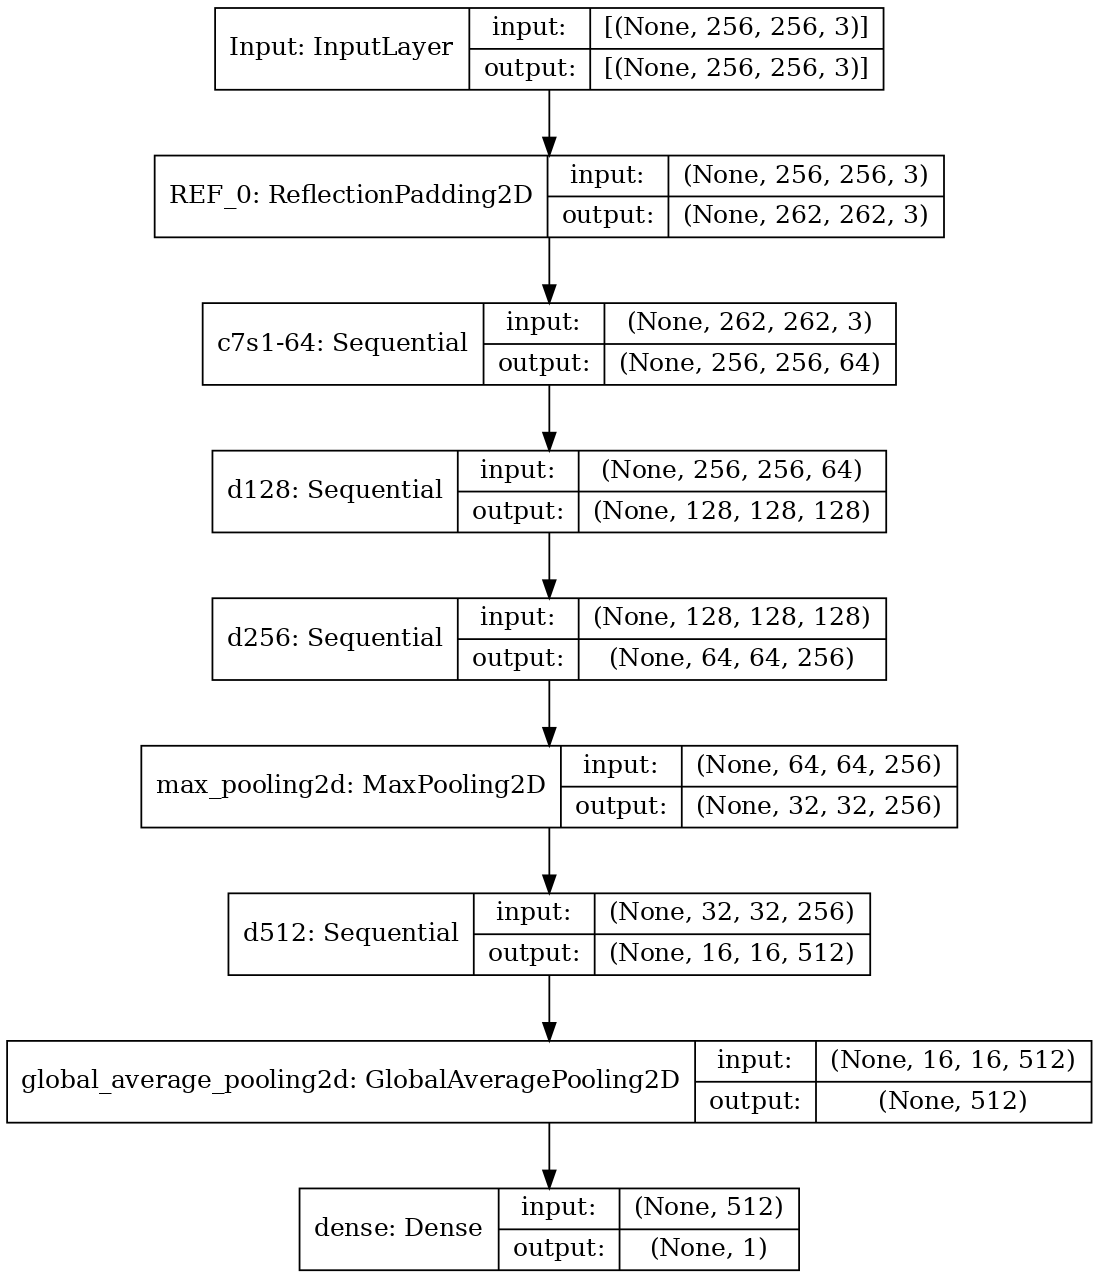 Input: InputLayer
input: [(None, 256, 256, 3)]
output: [(None, 256, 256, 3)]
REF_0: ReflectionPadding2D
input: (None, 256, 256, 3)
output: (None, 262, 262, 3)
c7s1-64: Sequential
input: (None, 262, 262, 3)
output: (None, 256, 256, 64)
d128: Sequential
input: (None, 256, 256, 64)
output: (None, 128, 128, 128)
d256: Sequential
input: (None, 128, 128, 128)
output: (None, 64, 64, 256)
max_pooling2d: MaxPooling2D
input: (None, 64, 64, 256)
output: (None, 32, 32, 256)
d512: Sequential
input: (None, 32, 32, 256)
output: (None, 16, 16, 512)
global_average_pooling2d: GlobalAveragePooling2D
input: (None, 16, 16, 512)
output: (None, 512)
dense: Dense
input: (None, 512)
output: (None, 1)